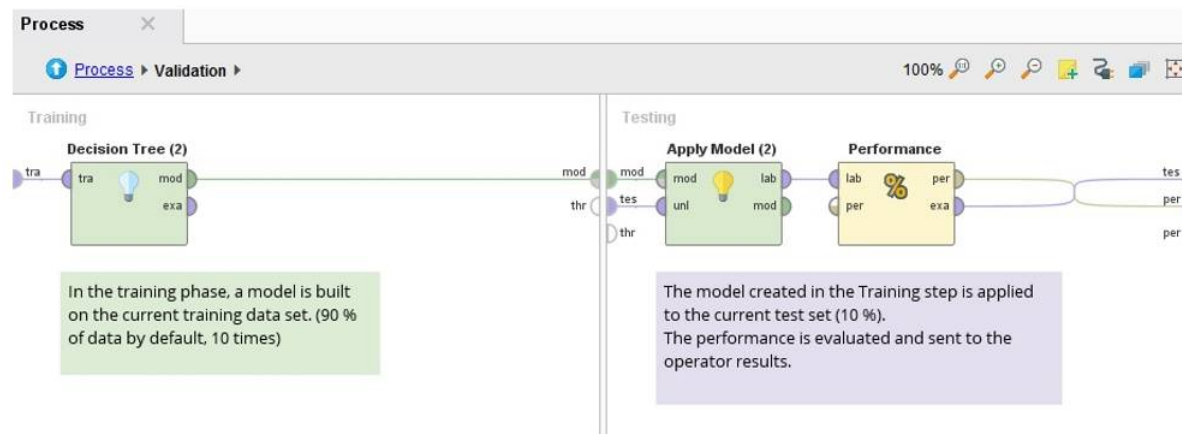 Process
Process ▸ Validation ▸
100%
Training
Decision Tree (2)
tra
tra
mod
exa
mod
thr
In the training phase, a model is built
on the current training data set. (90 %
of data by default, 10 times)
Testing
Apply Model (2)
Performance
mod
tes
thr
mod
lab
unl
mod
lab
per
%
per
exa
tes
per
per
The model created in the Training step is applied
to the current test set (10 %).
The performance is evaluated and sent to the
operator results.